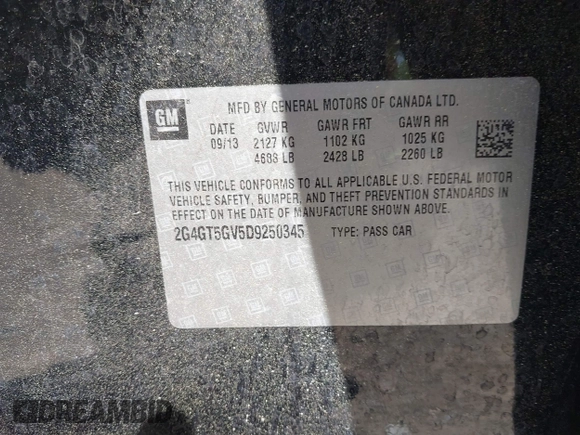 GM
MFD BY GENERAL MOTORS OF CANADA LTD.
DATE GVWR GAWR FRT GAWR RR
09/13 2127 KG 1102 KG 1025 KG
4688 LB 2428 LB 2260 LB
THIS VEHICLE CONFORMS TO ALL APPLICABLE U.S. FEDERAL MOTOR
VEHICLE SAFETY, BUMPER, AND THEFT PREVENTION STANDARDS IN
EFFECT ON THE DATE OF MANUFACTURE SHOWN ABOVE.
2G4GT5GV5D9250345 TYPE: PASS CAR
DREAMBID